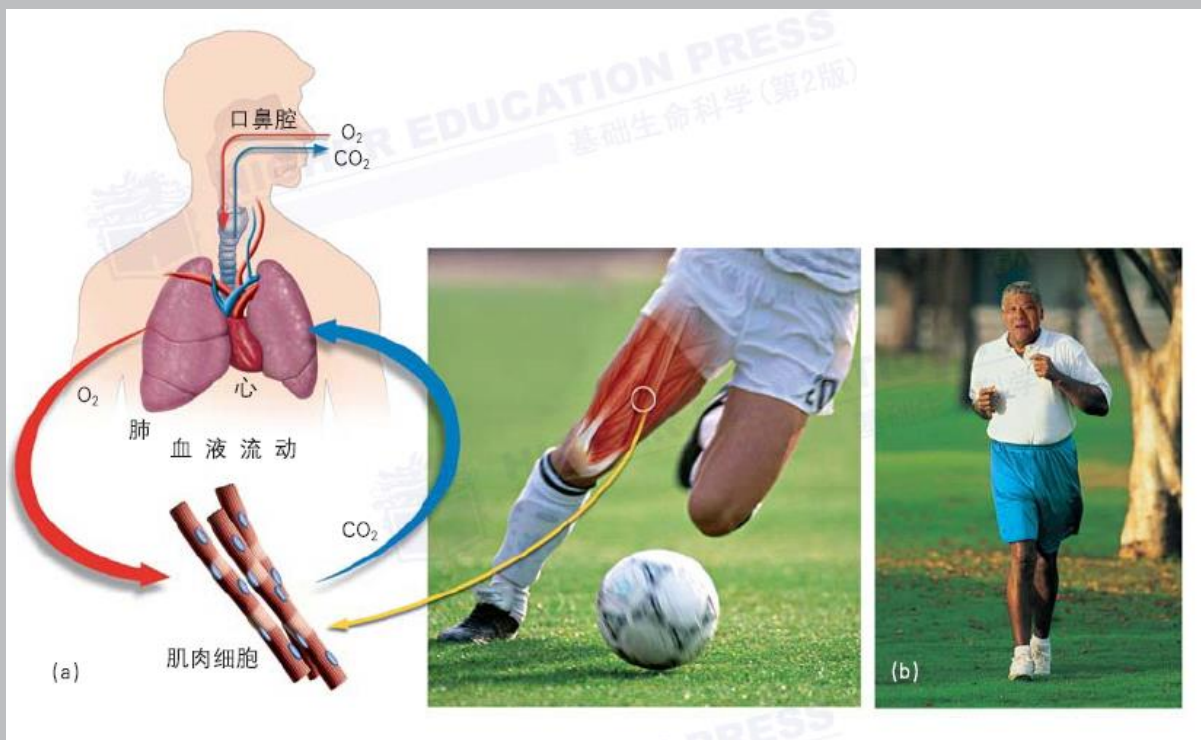 HIGHER EDUCATION PRESS
基础生命科学(第2版)
口鼻腔
O₂
CO₂
O₂
心
肺
血液流动
CO₂
肌肉细胞
(a)
(b)
PRESS